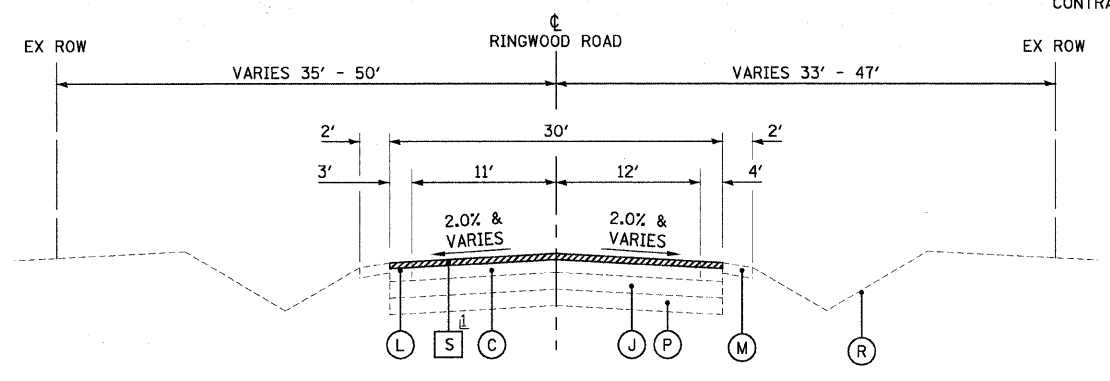 CONTRA
℄
RINGWOOD ROAD
EX ROW
EX ROW
VARIES 35' - 50'
VARIES 33' - 47'
2'
30'
2'
3'
11'
12'
4'
2.0% &
VARIES
2.0% &
VARIES
1
L
S
C
J
P
M
R